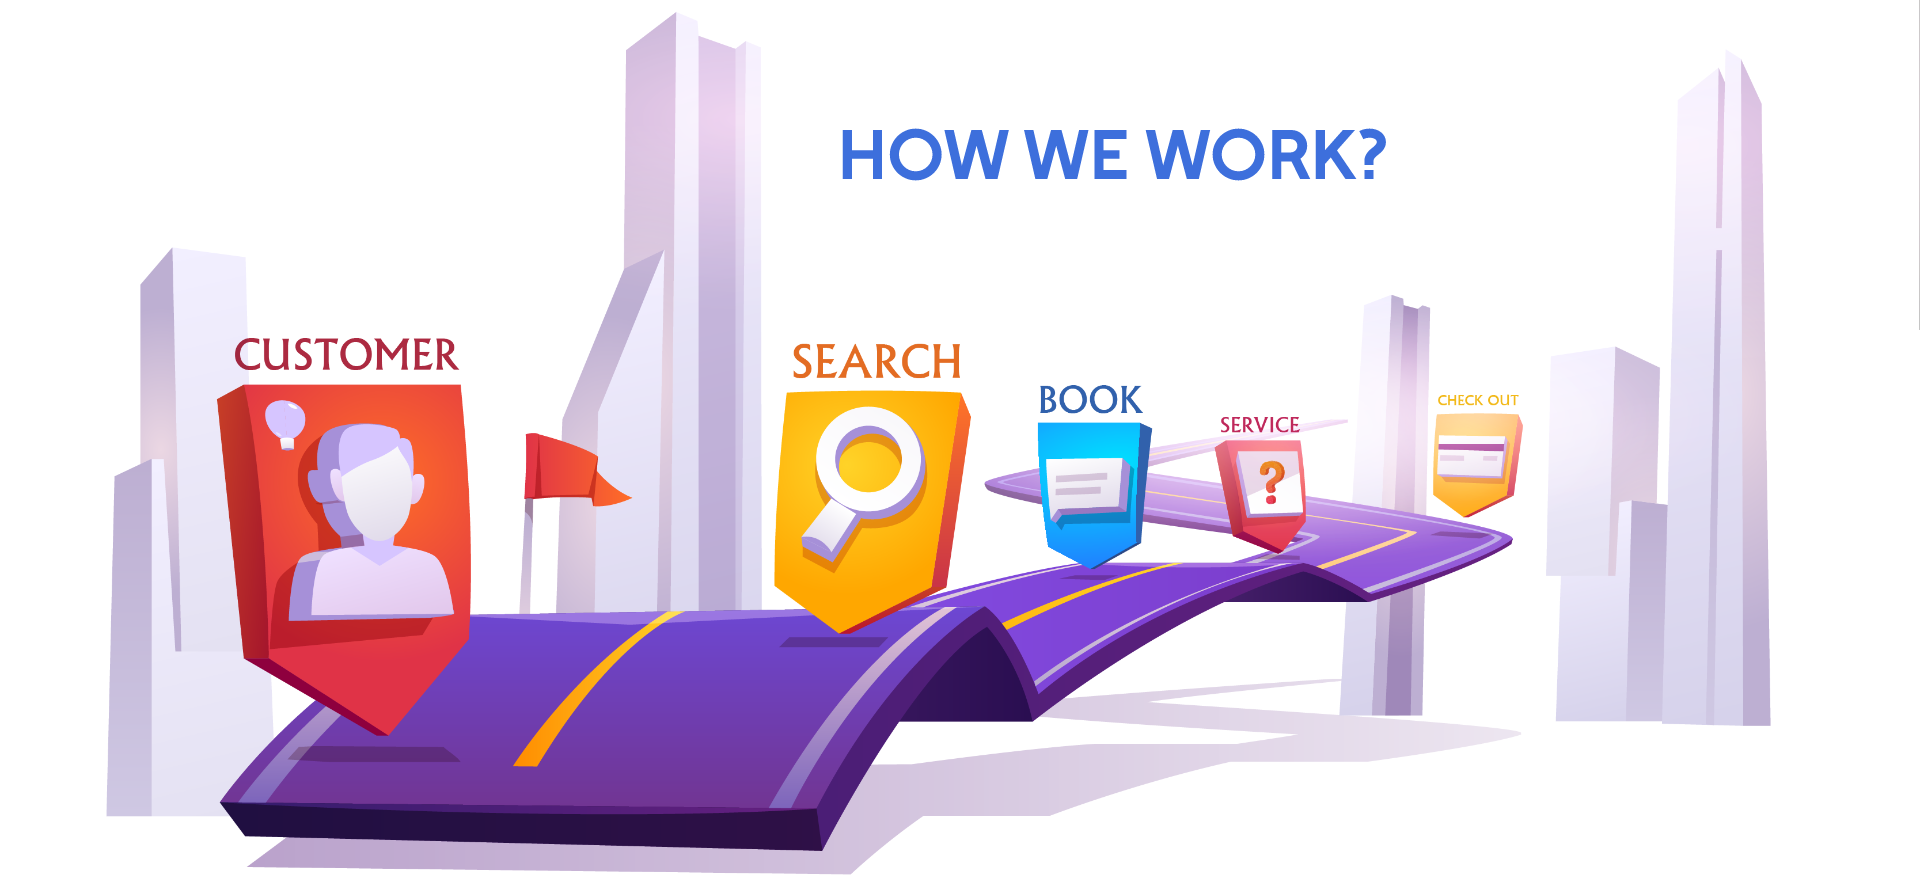 HOW WE WORK?
CUSTOMER
SEARCH
BOOK
SERVICE
?
CHECK OUT